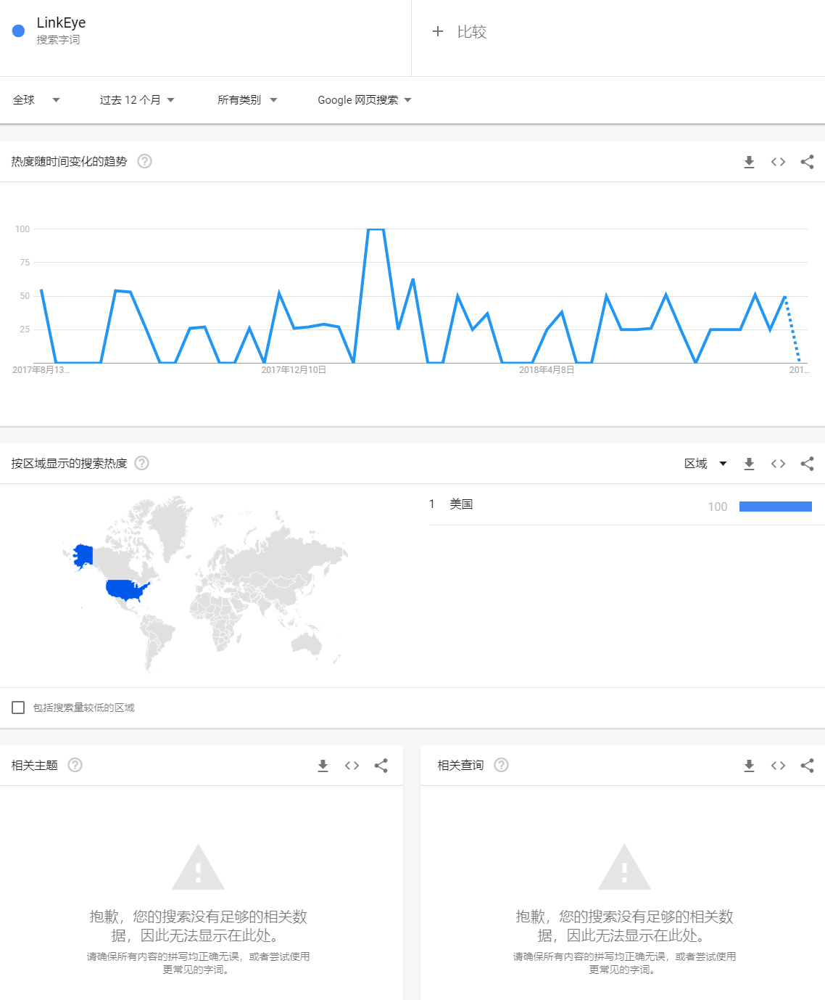 LinkEye
搜索字词
比较
全球
过去 12 个月
所有类别
Google 网页搜索
热度随时间变化的趋势
100
75
50
25
2017年8月13...
2017年12月10日
2018年4月8日
201...
按区域显示的搜索热度
区域
1 美国 100
包括搜索量较低的区域
相关主题
抱歉，您的搜索没有足够的相关数
据，因此无法显示在此处。
请确保所有内容的拼写均正确无误，或者尝试使用
更常见的字词。
相关查询
抱歉，您的搜索没有足够的相关数
据，因此无法显示在此处。
请确保所有内容的拼写均正确无误，或者尝试使用
更常见的字词。